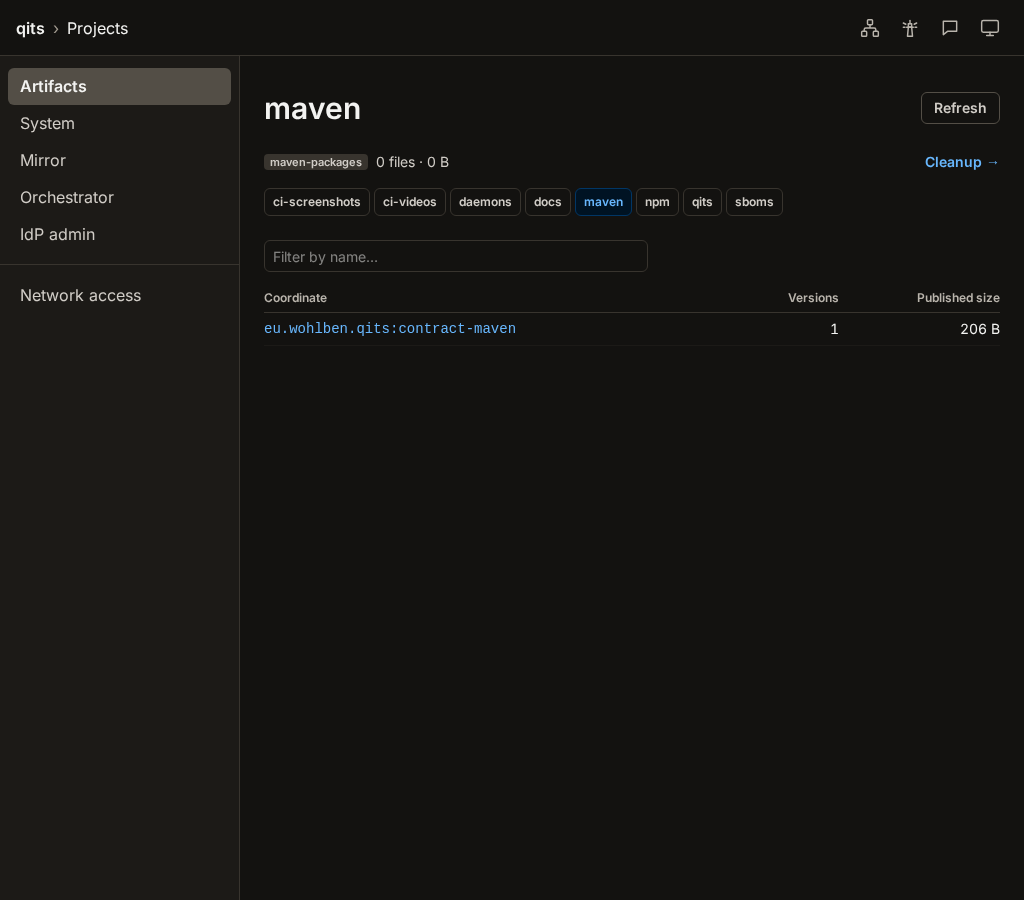 qits › Projects
Artifacts
System
Mirror
Orchestrator
IdP admin
Network access
maven
Refresh
maven-packages 0 files · 0 B
Cleanup →
ci-screenshots ci-videos daemons docs maven npm qits sboms
Filter by name...
Coordinate Versions Published size
eu.wohlben.qits:contract-maven 1 206 B